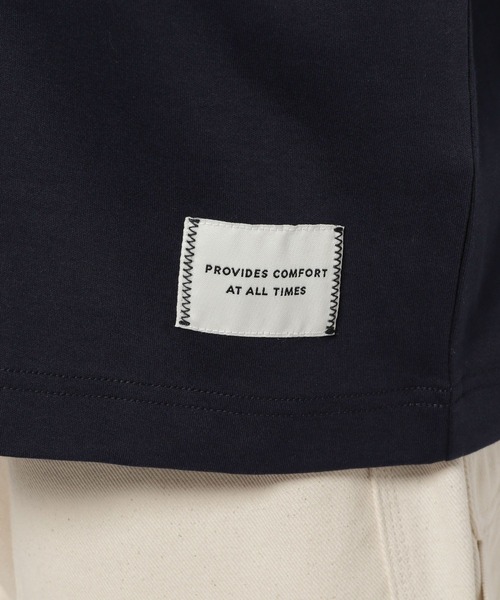 PROVIDES COMFORT
AT ALL TIMES